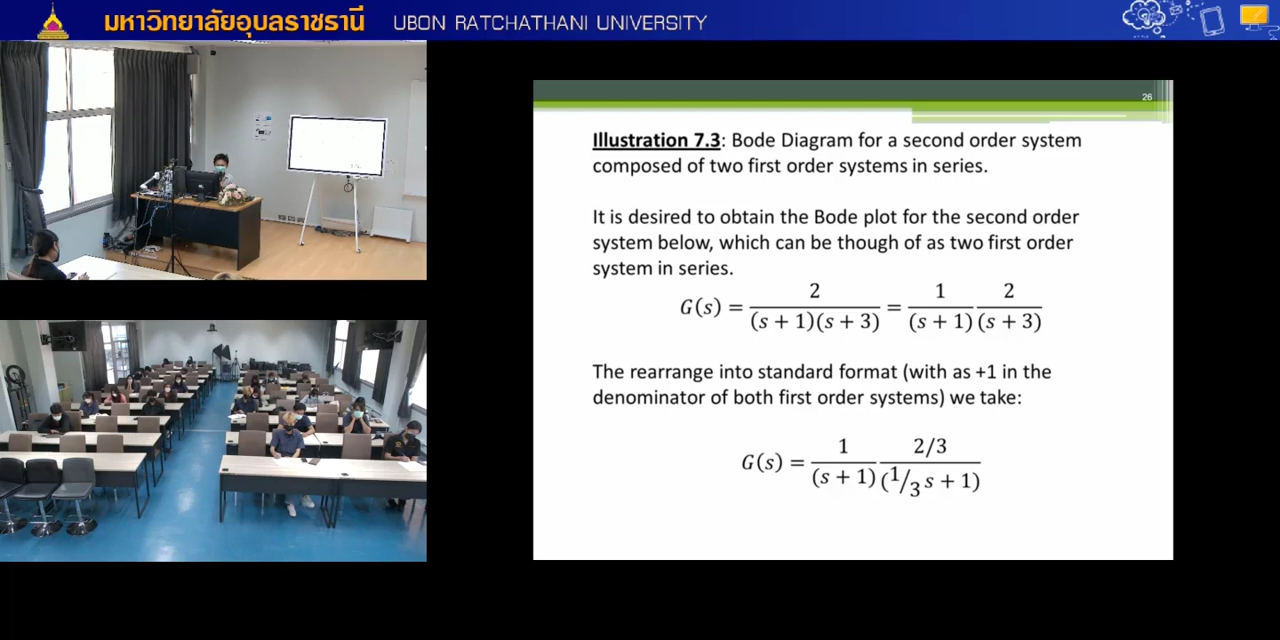 มหาวิทยาลัยอุบลราชธานี UBON RATCHATHANI UNIVERSITY
26
Illustration 7.3: Bode Diagram for a second order system
composed of two first order systems in series.
It is desired to obtain the Bode plot for the second order
system below, which can be though of as two first order
system in series.
G(s) = 2/((s + 1)(s + 3)) = 1/(s + 1) 2/(s + 3)
The rearrange into standard format (with as +1 in the
denominator of both first order systems) we take:
G(s) = 1/(s + 1) (2/3)/(1/3 s + 1)